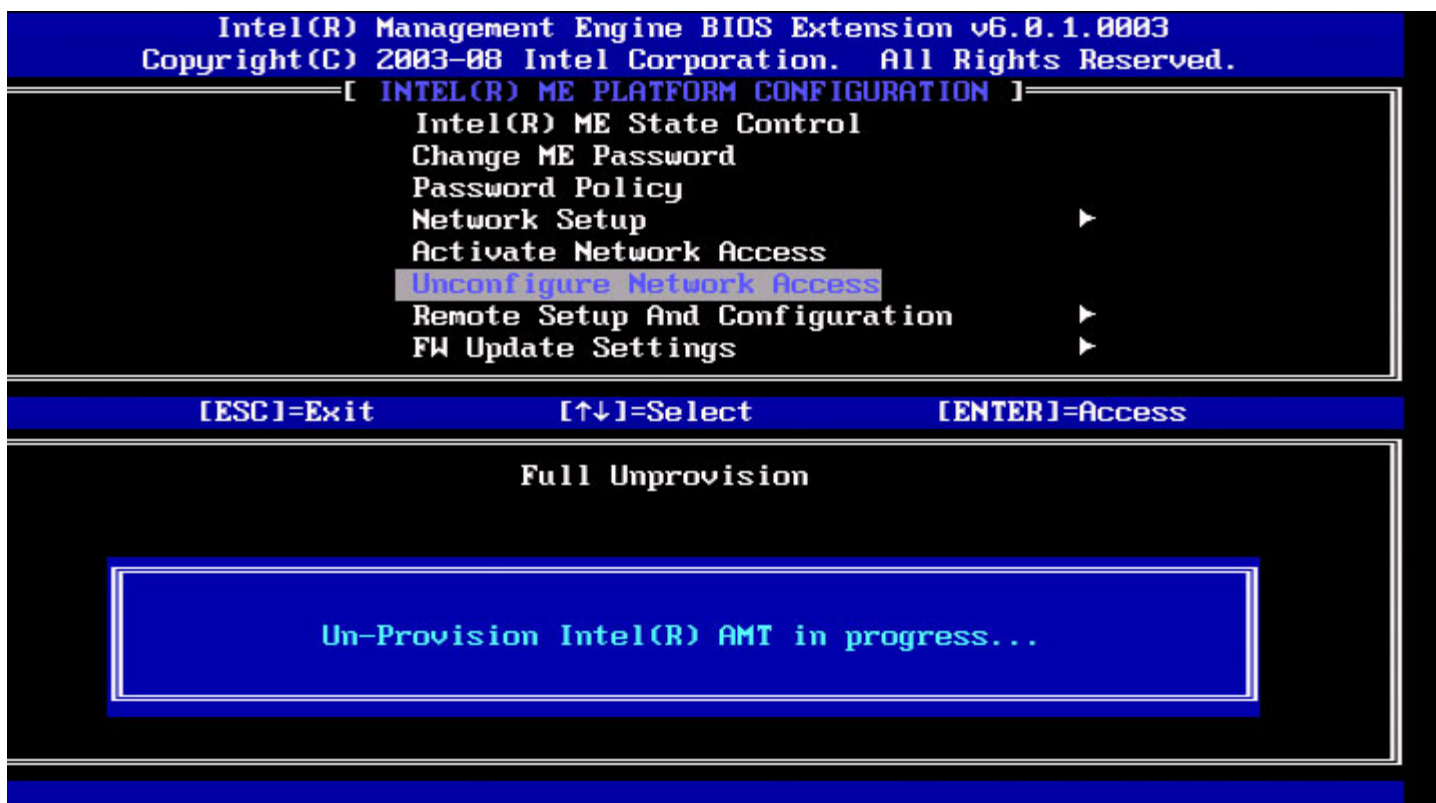 Intel(R) Management Engine BIOS Extension v6.0.1.0003
Copyright(C) 2003-08 Intel Corporation. All Rights Reserved.
[ INTEL(R) ME PLATFORM CONFIGURATION ]
Intel(R) ME State Control
Change ME Password
Password Policy
Network Setup ►
Activate Network Access
Unconfigure Network Access
Remote Setup And Configuration ►
FW Update Settings ►
[ESC]=Exit [↑↓]=Select [ENTER]=Access
Full Unprovision
Un-Provision Intel(R) AMT in progress...